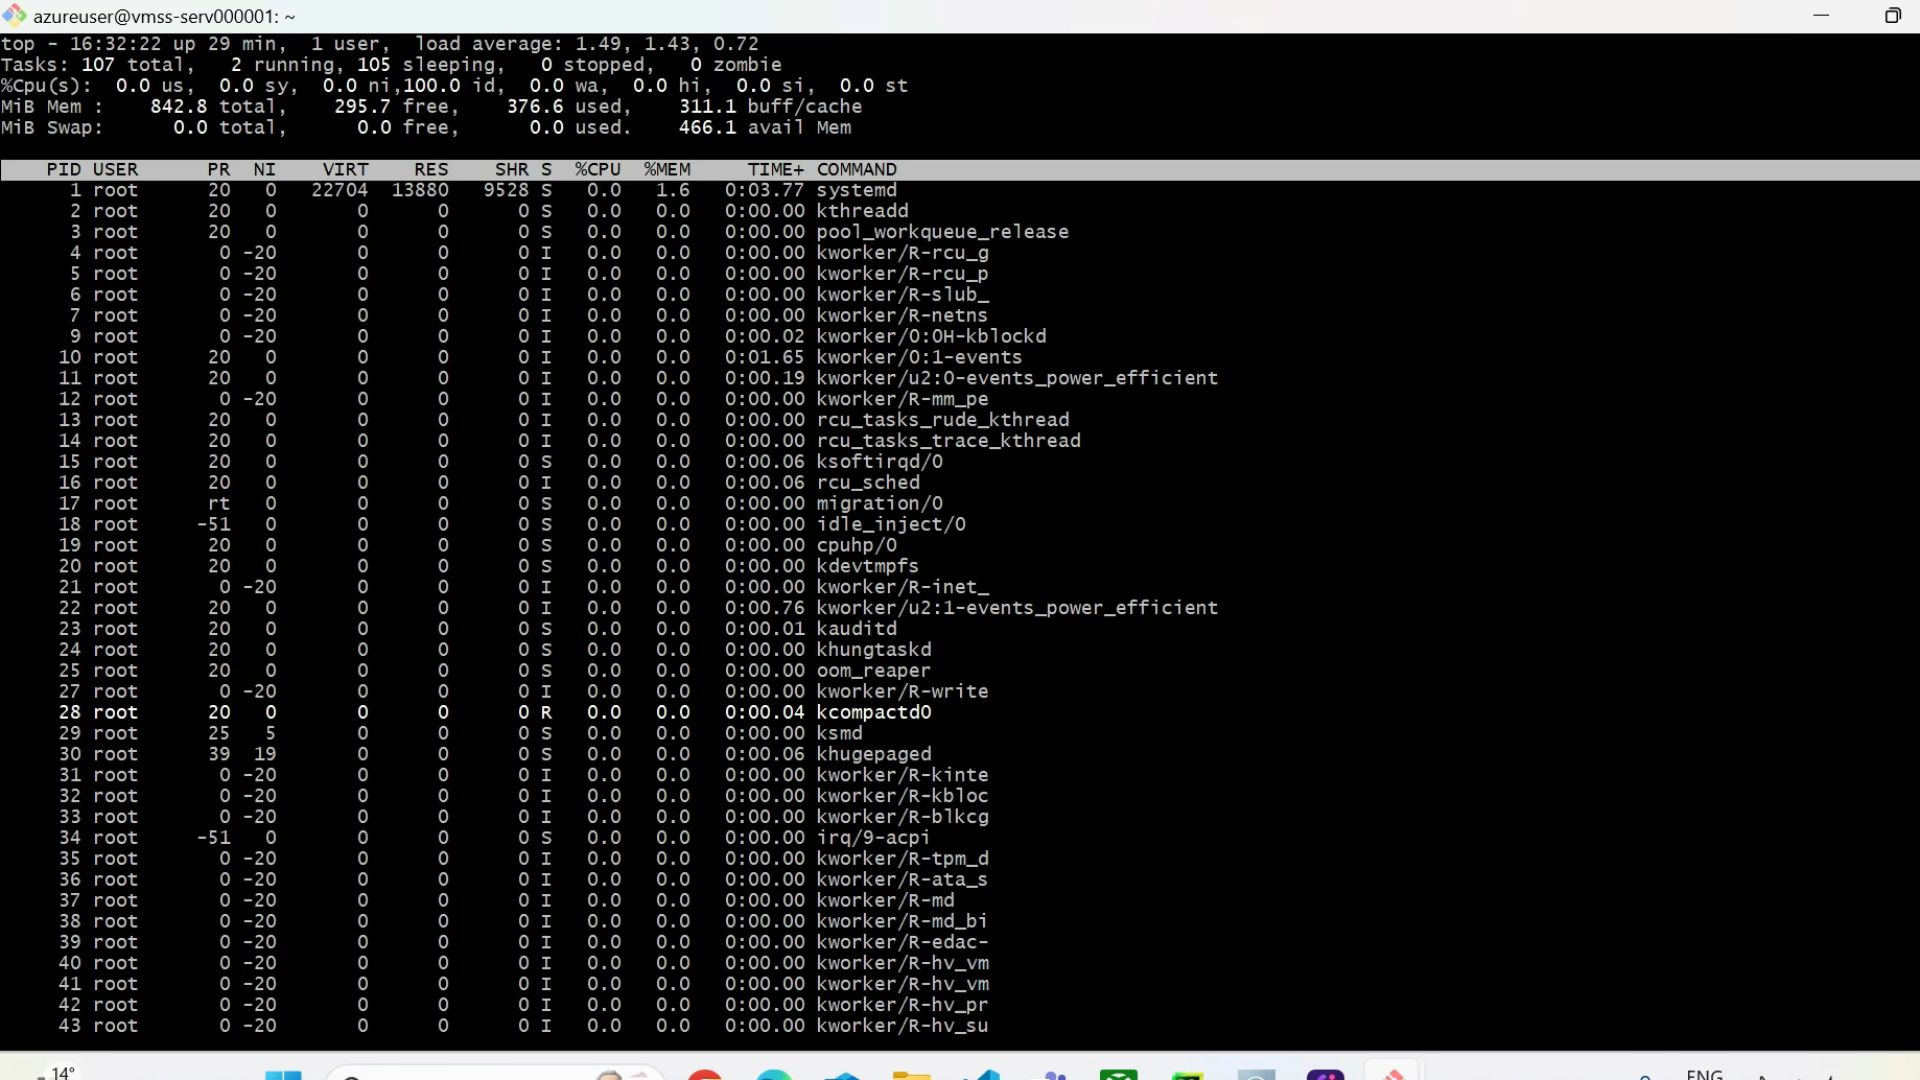 azureuser@vmss-serv000001: ~
top - 16:32:22 up 29 min,  1 user,  load average: 1.49, 1.43, 0.72
Tasks: 107 total,   2 running, 105 sleeping,   0 stopped,   0 zombie
%Cpu(s):  0.0 us,  0.0 sy,  0.0 ni,100.0 id,  0.0 wa,  0.0 hi,  0.0 si,  0.0 st
MiB Mem :    842.8 total,    295.7 free,    376.6 used,    311.1 buff/cache
MiB Swap:      0.0 total,      0.0 free,      0.0 used.    466.1 avail Mem
PID USER PR NI VIRT RES SHR S %CPU %MEM TIME+ COMMAND
1 root 20 0 22704 13880 9528 S 0.0 1.6 0:03.77 systemd
2 root 20 0 0 0 0 S 0.0 0.0 0:00.00 kthreadd
3 root 20 0 0 0 0 S 0.0 0.0 0:00.00 pool_workqueue_release
4 root 0 -20 0 0 0 I 0.0 0.0 0:00.00 kworker/R-rcu_g
5 root 0 -20 0 0 0 I 0.0 0.0 0:00.00 kworker/R-rcu_p
6 root 0 -20 0 0 0 I 0.0 0.0 0:00.00 kworker/R-slub_
7 root 0 -20 0 0 0 I 0.0 0.0 0:00.00 kworker/R-netns
9 root 0 -20 0 0 0 I 0.0 0.0 0:00.02 kworker/0:0H-kblockd
10 root 20 0 0 0 0 I 0.0 0.0 0:01.65 kworker/0:1-events
11 root 20 0 0 0 0 I 0.0 0.0 0:00.19 kworker/u2:0-events_power_efficient
12 root 0 -20 0 0 0 I 0.0 0.0 0:00.00 kworker/R-mm_pe
13 root 20 0 0 0 0 I 0.0 0.0 0:00.00 rcu_tasks_rude_kthread
14 root 20 0 0 0 0 I 0.0 0.0 0:00.00 rcu_tasks_trace_kthread
15 root 20 0 0 0 0 S 0.0 0.0 0:00.06 ksoftirqd/0
16 root 20 0 0 0 0 I 0.0 0.0 0:00.06 rcu_sched
17 root rt 0 0 0 0 S 0.0 0.0 0:00.00 migration/0
18 root -51 0 0 0 0 S 0.0 0.0 0:00.00 idle_inject/0
19 root 20 0 0 0 0 S 0.0 0.0 0:00.00 cpuhp/0
20 root 20 0 0 0 0 S 0.0 0.0 0:00.00 kdevtmpfs
21 root 0 -20 0 0 0 I 0.0 0.0 0:00.00 kworker/R-inet_
22 root 20 0 0 0 0 I 0.0 0.0 0:00.76 kworker/u2:1-events_power_efficient
23 root 20 0 0 0 0 S 0.0 0.0 0:00.01 kauditd
24 root 20 0 0 0 0 S 0.0 0.0 0:00.00 khungtaskd
25 root 20 0 0 0 0 S 0.0 0.0 0:00.00 oom_reaper
27 root 0 -20 0 0 0 I 0.0 0.0 0:00.00 kworker/R-write
28 root 20 0 0 0 0 R 0.0 0.0 0:00.04 kcompactd0
29 root 25 5 0 0 0 S 0.0 0.0 0:00.00 ksmd
30 root 39 19 0 0 0 S 0.0 0.0 0:00.06 khugepaged
31 root 0 -20 0 0 0 I 0.0 0.0 0:00.00 kworker/R-kinte
32 root 0 -20 0 0 0 I 0.0 0.0 0:00.00 kworker/R-kbloc
33 root 0 -20 0 0 0 I 0.0 0.0 0:00.00 kworker/R-blkcg
34 root -51 0 0 0 0 S 0.0 0.0 0:00.00 irq/9-acpi
35 root 0 -20 0 0 0 I 0.0 0.0 0:00.00 kworker/R-tpm_d
36 root 0 -20 0 0 0 I 0.0 0.0 0:00.00 kworker/R-ata_s
37 root 0 -20 0 0 0 I 0.0 0.0 0:00.00 kworker/R-md
38 root 0 -20 0 0 0 I 0.0 0.0 0:00.00 kworker/R-md_bi
39 root 0 -20 0 0 0 I 0.0 0.0 0:00.00 kworker/R-edac-
40 root 0 -20 0 0 0 I 0.0 0.0 0:00.00 kworker/R-hv_vm
41 root 0 -20 0 0 0 I 0.0 0.0 0:00.00 kworker/R-hv_vm
42 root 0 -20 0 0 0 I 0.0 0.0 0:00.00 kworker/R-hv_pr
43 root 0 -20 0 0 0 I 0.0 0.0 0:00.00 kworker/R-hv_su
14°
ENG